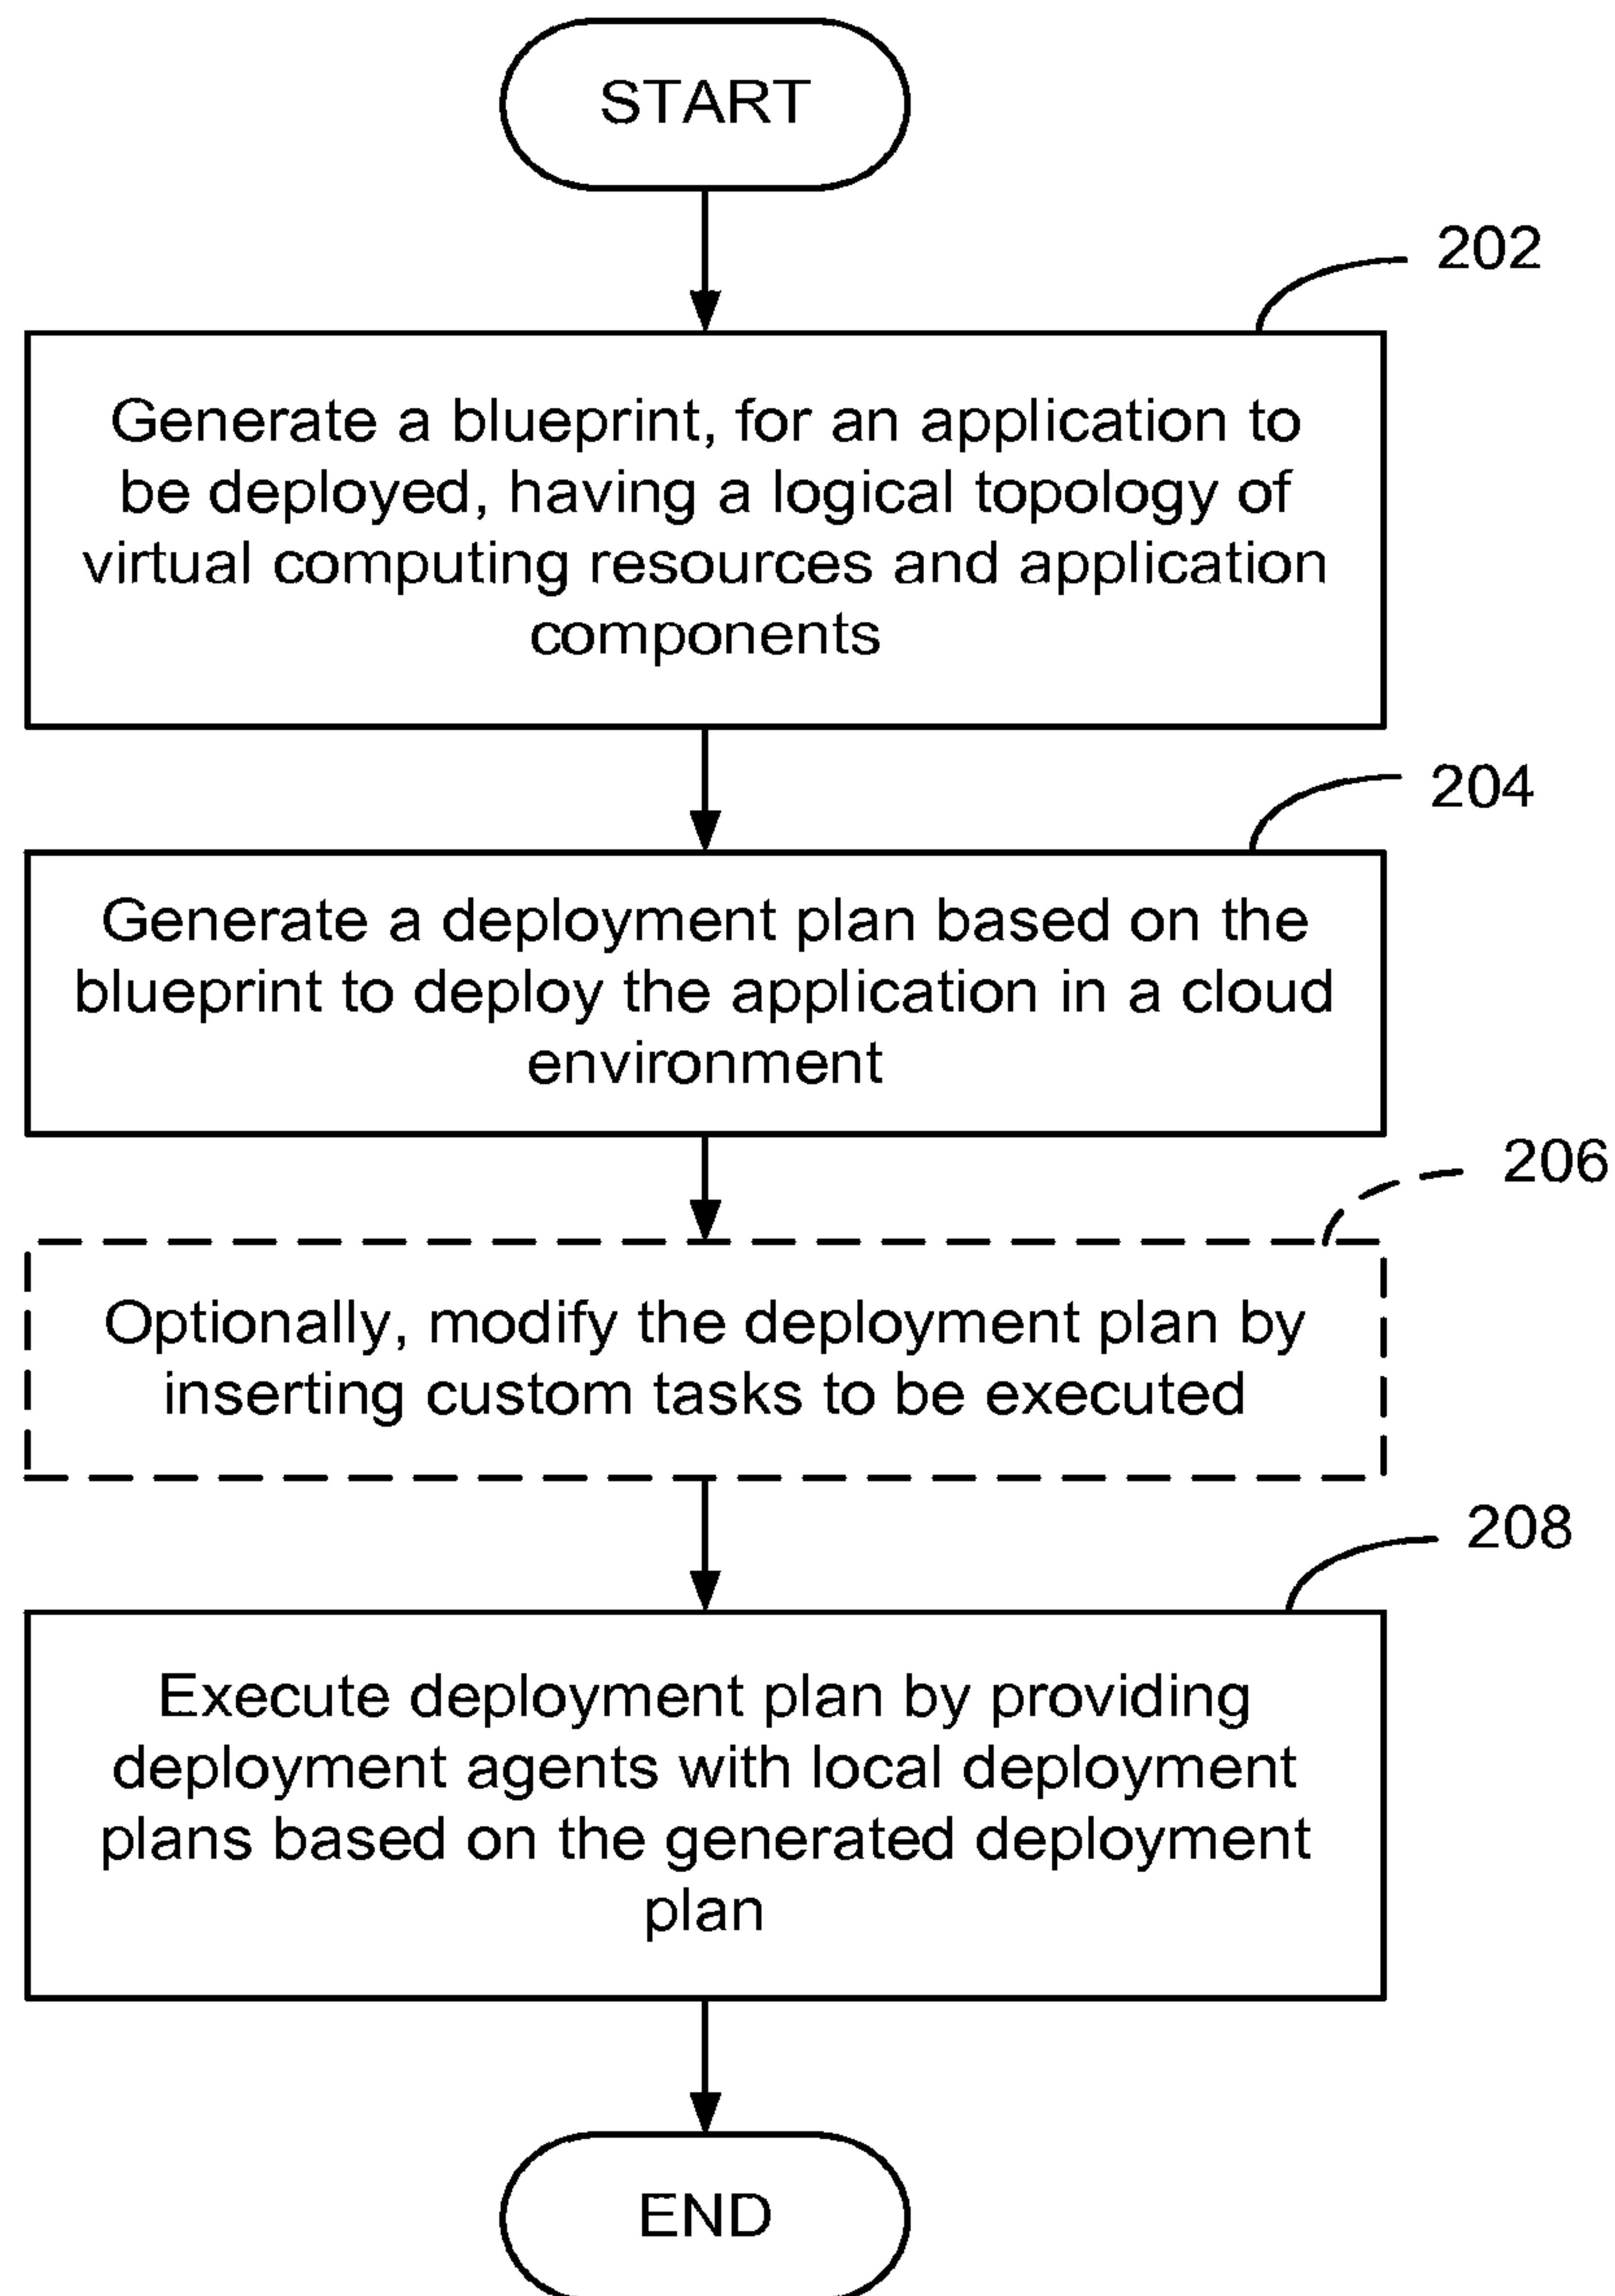 START
202
Generate a blueprint, for an application to
be deployed, having a logical topology of
virtual computing resources and application
components
204
Generate a deployment plan based on the
blueprint to deploy the application in a cloud
environment
206
Optionally, modify the deployment plan by
inserting custom tasks to be executed
208
Execute deployment plan by providing
deployment agents with local deployment
plans based on the generated deployment
plan
END